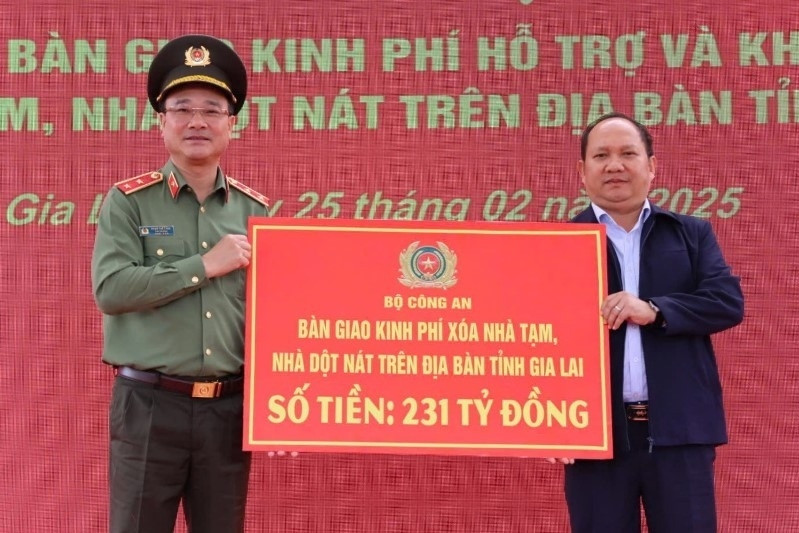 BÀN GIAO KINH PHÍ HỖ TRỢ VÀ KH
M, NHÀ DỘT NÁT TRÊN ĐỊA BÀN TỈN
Gia L y 25 tháng 02 n 2025
BỘ CÔNG AN
BÀN GIAO KINH PHÍ XÓA NHÀ TẠM,
NHÀ DỘT NÁT TRÊN ĐỊA BÀN TỈNH GIA LAI
SỐ TIỀN: 231 TỶ ĐỒNG